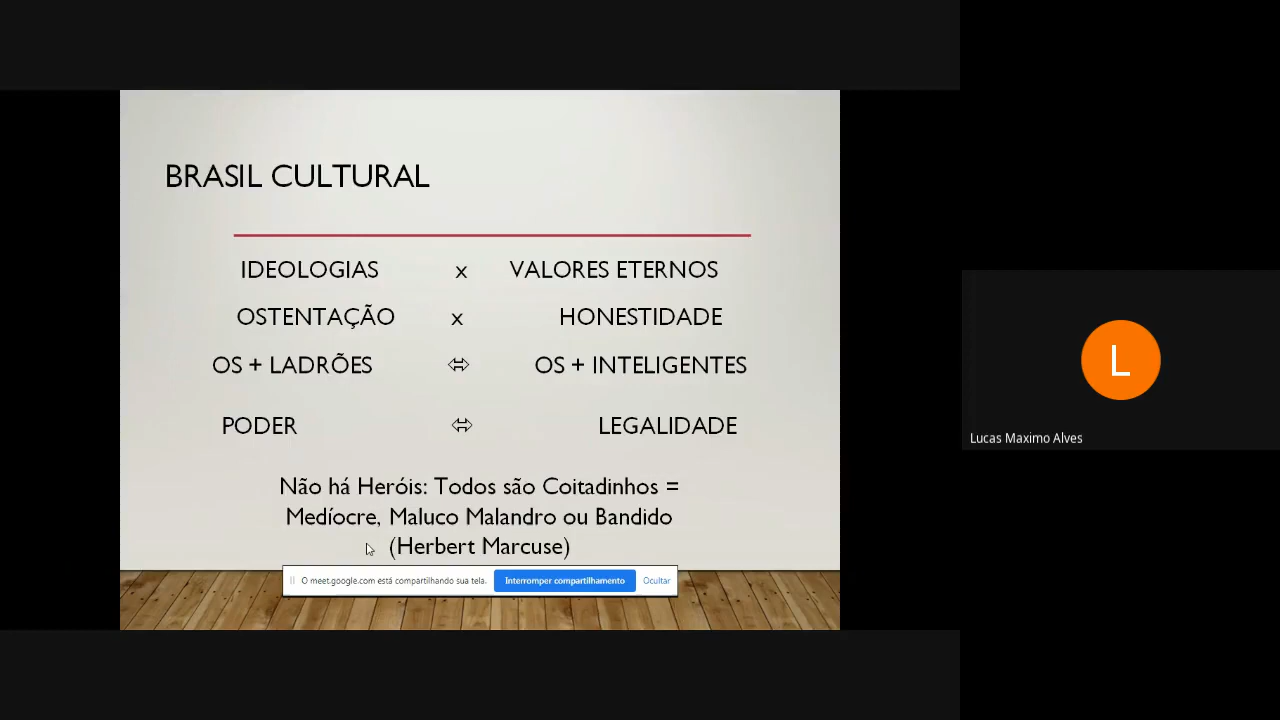 BRASIL CULTURAL
IDEOLOGIAS x VALORES ETERNOS
OSTENTAÇÃO x HONESTIDADE
OS + LADRÕES ⬄ OS + INTELIGENTES
PODER ⬄ LEGALIDADE
Não há Heróis: Todos são Coitadinhos =
Medíocre, Maluco Malandro ou Bandido
(Herbert Marcuse)
O meet.google.com está compartilhando sua tela. Interromper compartilhamento Ocultar
L
Lucas Maximo Alves